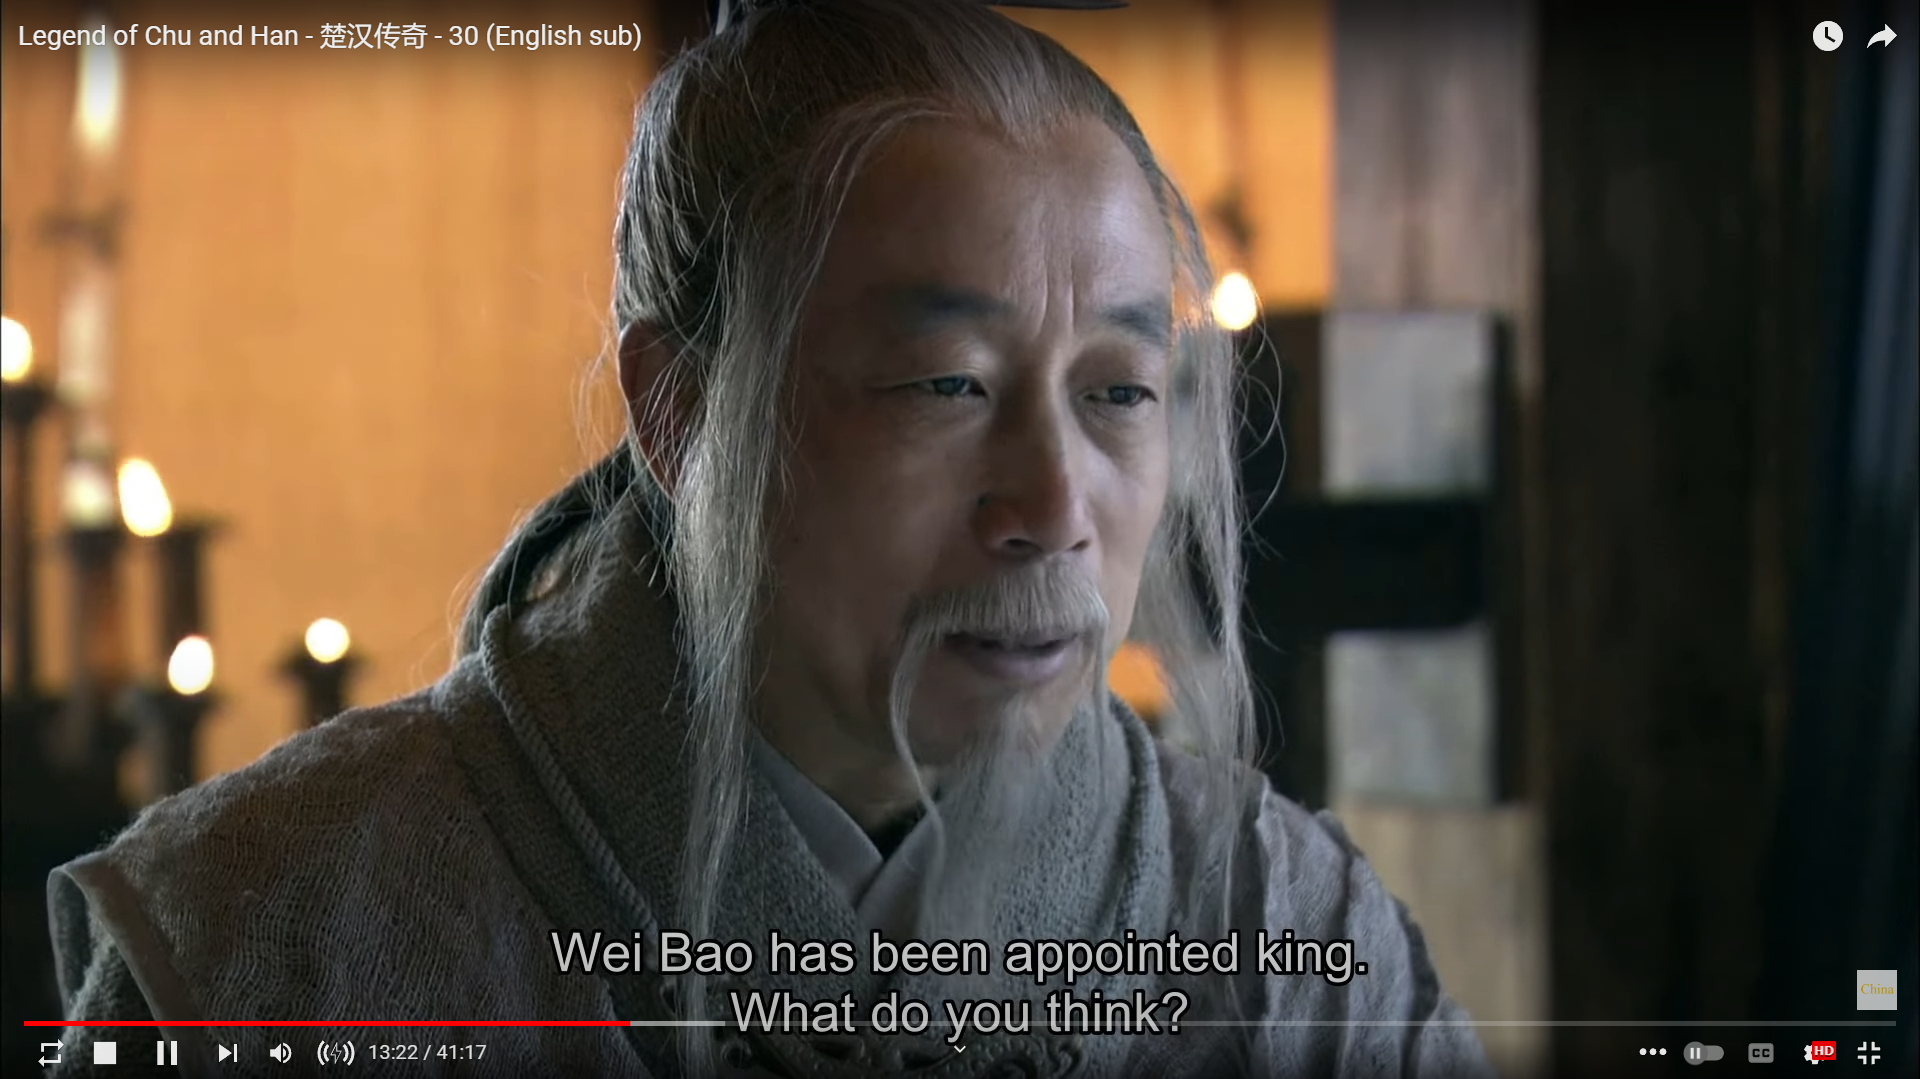 Legend of Chu and Han - 楚汉传奇 - 30 (English sub)
Wei Bao has been appointed king.
What do you think?
China
13:22 / 41:17
CC
HD